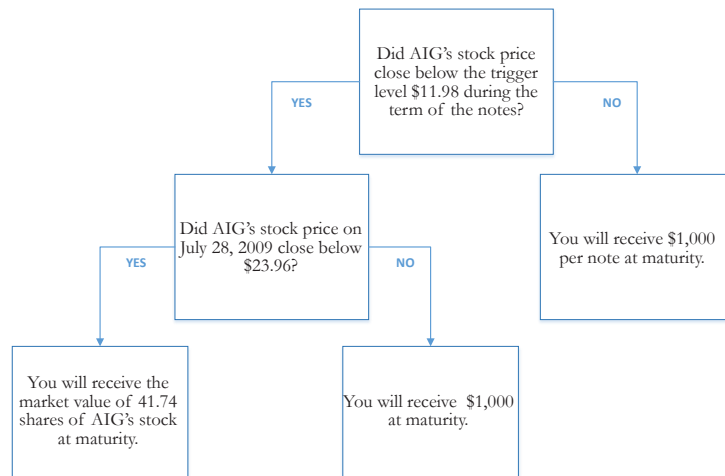 Did AIG's stock price
close below the trigger
level $11.98 during the
term of the notes?
YES
NO
Did AIG's stock price on
July 28, 2009 close below
$23.96?
You will receive $1,000
per note at maturity.
YES
NO
You will receive the
market value of 41.74
shares of AIG's stock
at maturity.
You will receive $1,000
at maturity.